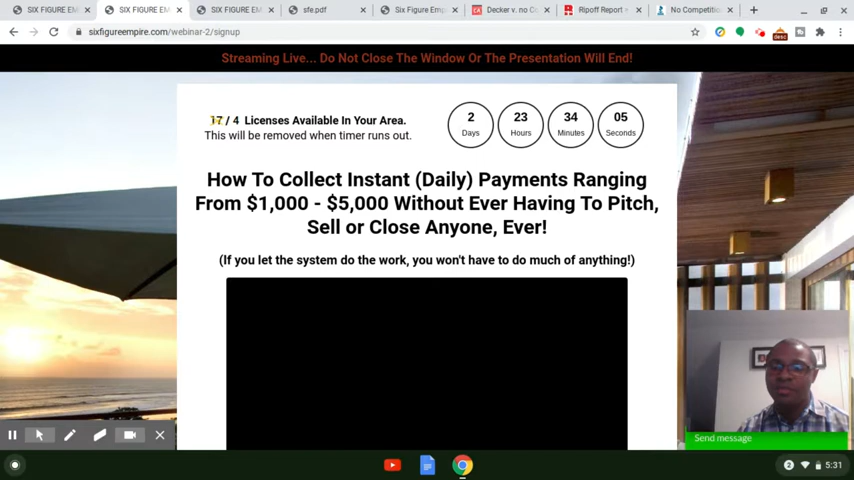 SIX FIGURE EM
SIX FIGURE EM
SIX FIGURE EM
sfe.pdf
Six Figure Emp
Decker v. no Co
Ripoff Report
No Competitio
sixfigureempire.com/webinar-2/signup
desc
Streaming Live... Do Not Close The Window Or The Presentation Will End!
17 / 4 Licenses Available In Your Area.
This will be removed when timer runs out.
2 23 34 05
Days Hours Minutes Seconds
How To Collect Instant (Daily) Payments Ranging
From $1,000 - $5,000 Without Ever Having To Pitch,
Sell or Close Anyone, Ever!
(If you let the system do the work, you won't have to do much of anything!)
Send message
2 5:31